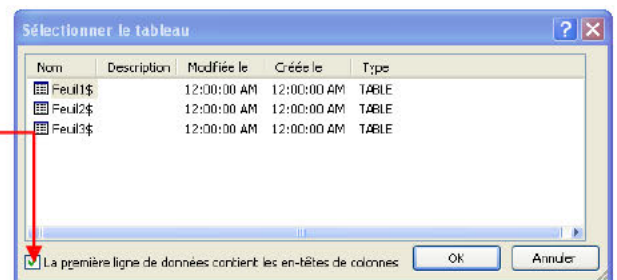 Sélectionner le tableau
Nom Description Modifiée le Créée le Type
Feuil1$ 12:00:00 AM 12:00:00 AM TABLE
Feuil2$ 12:00:00 AM 12:00:00 AM TABLE
Feuil3$ 12:00:00 AM 12:00:00 AM TABLE
La première ligne de données contient les en-têtes de colonnes OK Annuler